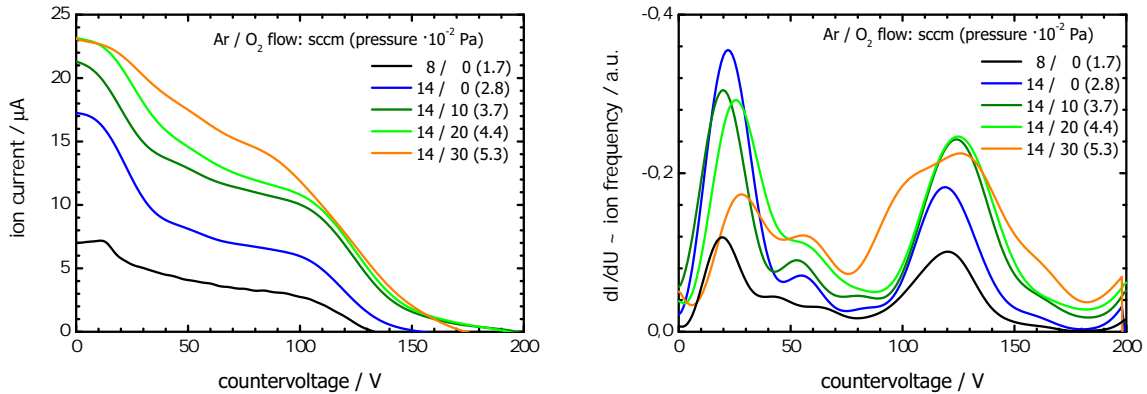 Ar / O2 flow: sccm (pressure ·10-2 Pa)
8 / 0 (1.7)
14 / 0 (2.8)
14 / 10 (3.7)
14 / 20 (4.4)
14 / 30 (5.3)
25
20
15
10
5
0
ion current / µA
0 50 100 150 200
countervoltage / V
Ar / O2 flow: sccm (pressure ·10-2 Pa)
8 / 0 (1.7)
14 / 0 (2.8)
14 / 10 (3.7)
14 / 20 (4.4)
14 / 30 (5.3)
-0,4
-0,2
0,0
dI/dU ~ ion frequency / a.u.
0 50 100 150 200
countervoltage / V